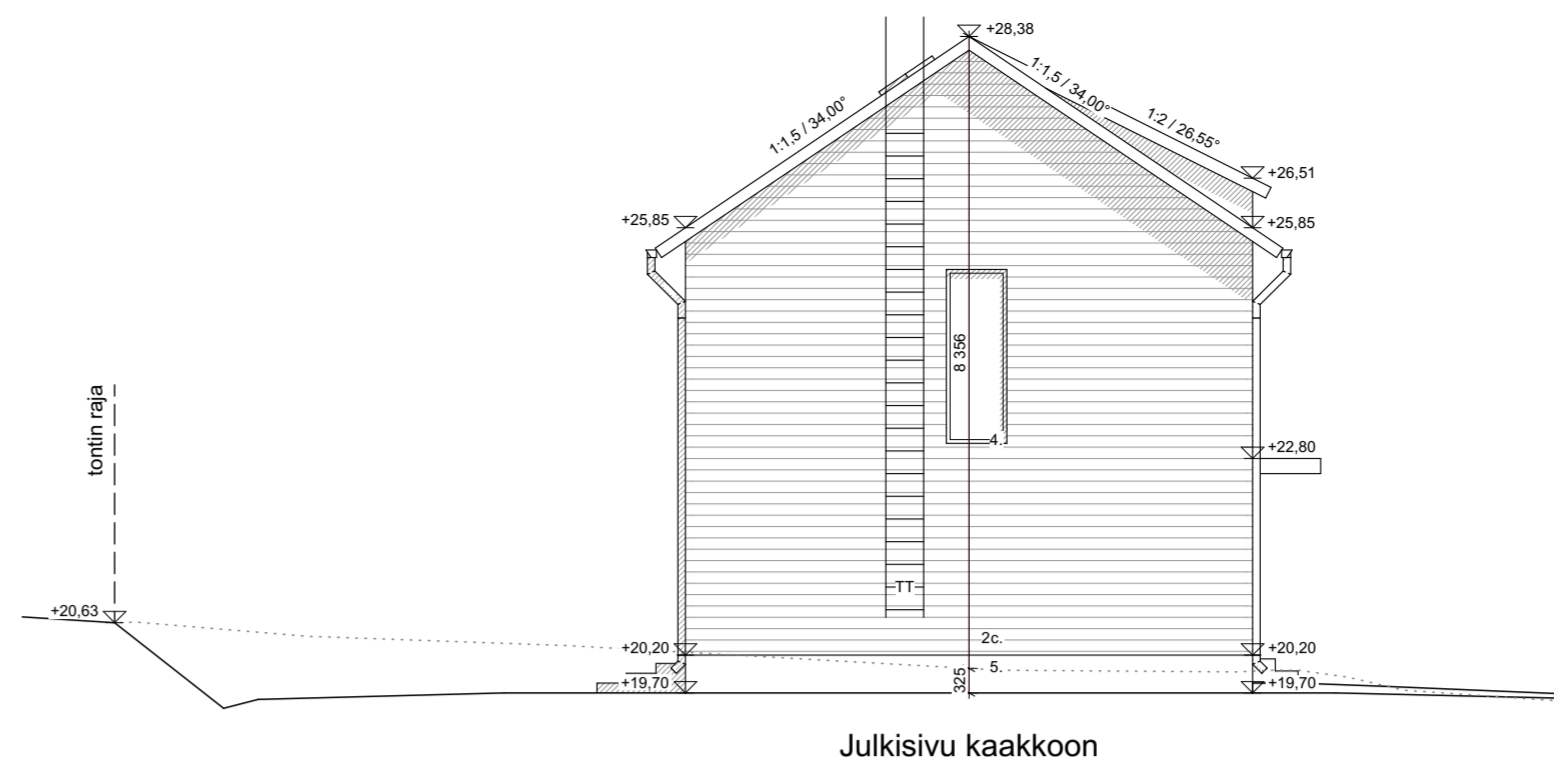 +28,38
1:1,5 / 34,00°
1:1,5 / 34,00°
1:2 / 26,55°
+26,51
+25,85
+25,85
8 356
tontin raja
4.
+22,80
TT
+20,63
2c.
+20,20
+20,20
5.
+19,70
325
+19,70
Julkisivu kaakkoon